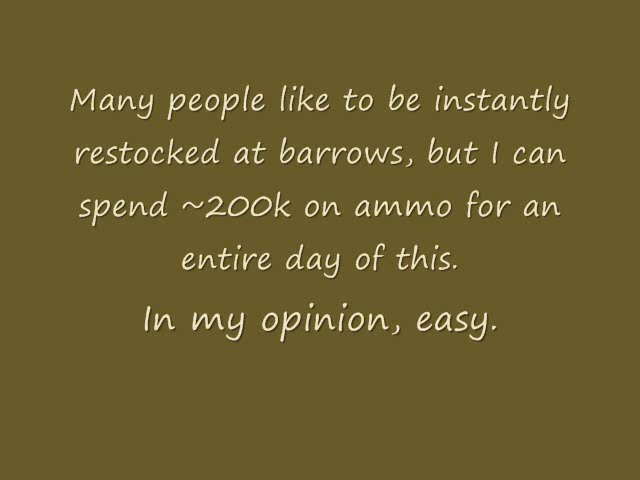 Many people like to be instantly
restocked at barrows, but I can
spend ~200k on ammo for an
entire day of this.
In my opinion, easy.